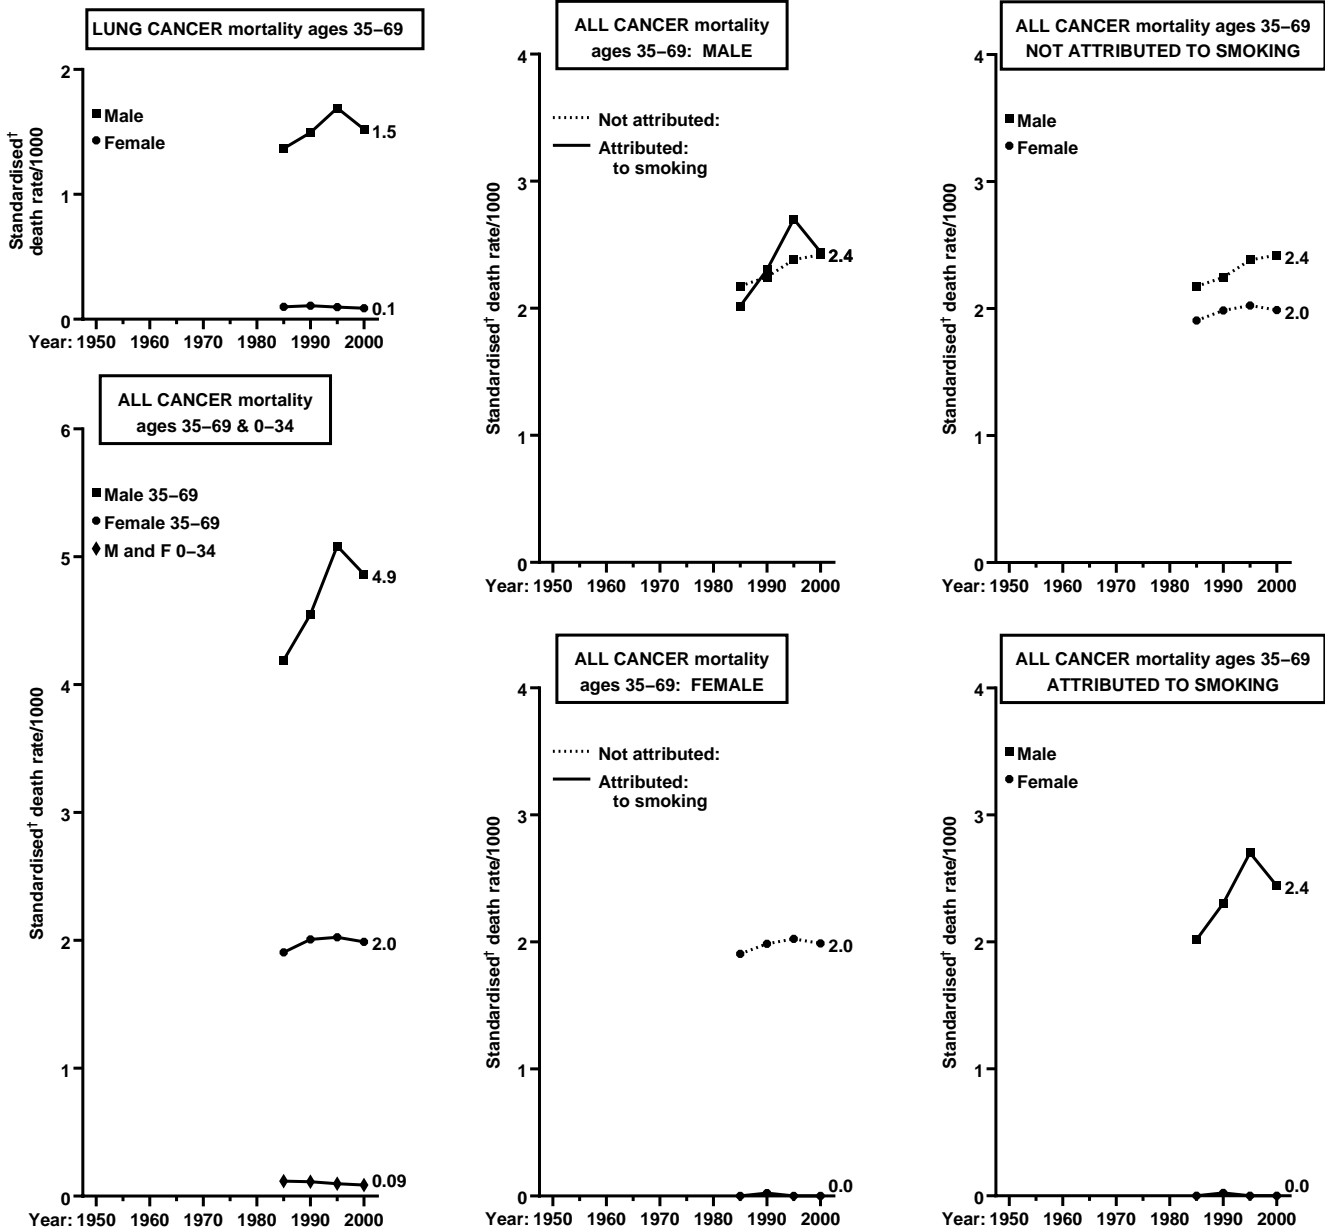 LUNG CANCER mortality ages 35–69
Standardised†
death rate/1000
2
1
0
Male
Female
1.5
0.1
Year: 1950 1960 1970 1980 1990 2000
ALL CANCER mortality
ages 35–69 & 0–34
Standardised† death rate/1000
6
5
4
3
2
1
0
Male 35–69
Female 35–69
M and F 0–34
4.9
2.0
0.09
Year: 1950 1960 1970 1980 1990 2000
ALL CANCER mortality
ages 35–69: MALE
Standardised† death rate/1000
4
3
2
1
0
Not attributed:
Attributed:
to smoking
2.4
Year: 1950 1960 1970 1980 1990 2000
ALL CANCER mortality
ages 35–69: FEMALE
Standardised† death rate/1000
4
3
2
1
0
Not attributed:
Attributed:
to smoking
2.0
0.0
Year: 1950 1960 1970 1980 1990 2000
ALL CANCER mortality ages 35–69
NOT ATTRIBUTED TO SMOKING
Standardised† death rate/1000
4
3
2
1
0
Male
Female
2.4
2.0
Year: 1950 1960 1970 1980 1990 2000
ALL CANCER mortality ages 35–69
ATTRIBUTED TO SMOKING
Standardised† death rate/1000
4
3
2
1
0
Male
Female
2.4
0.0
Year: 1950 1960 1970 1980 1990 2000